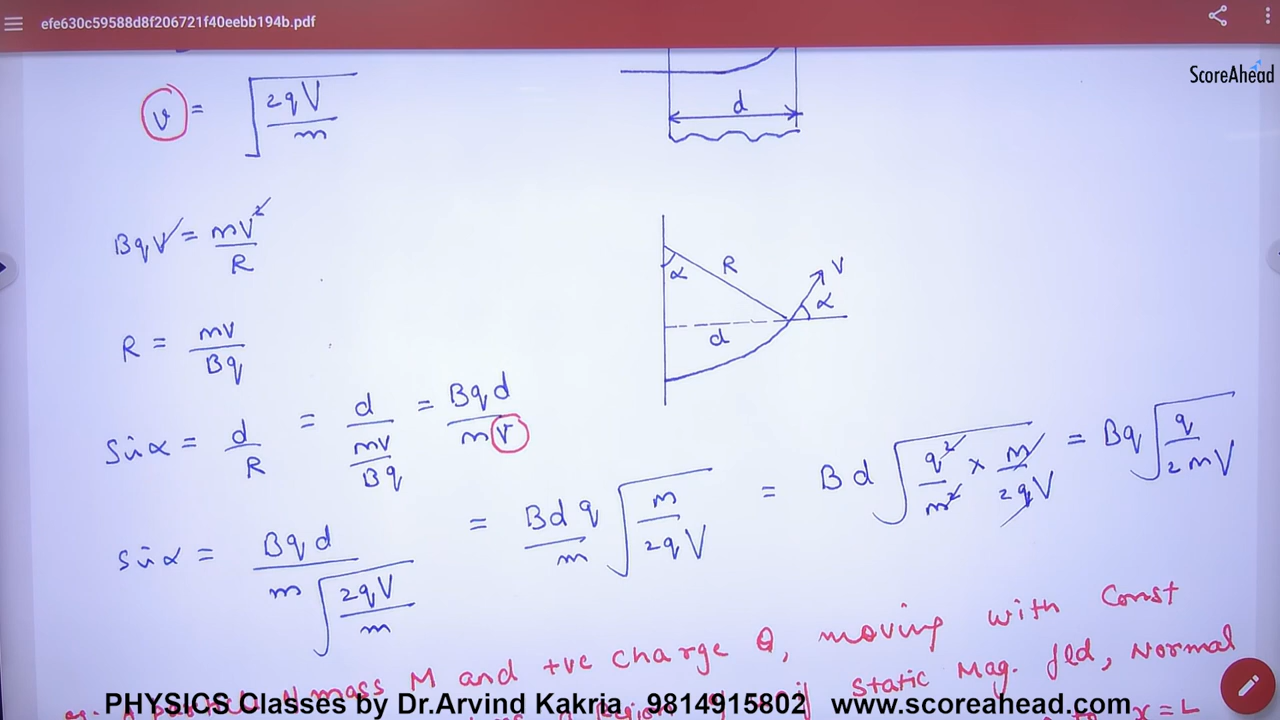 efe630c59588d8f206721f40eebb194b.pdf
ScoreAhead
v = √(2qV/m)
d
BqV = mV²/R
R = mv/Bq
α R V α
d
Sinα = d/R = d/(mv/Bq) = Bqd/mV
Sinα = Bqd/(m√(2qV/m)) = Bdq/m √(m/2qV) = Bd √(q²/m² × m/2qV) = Bq √(q/2mV)
mass M and +ve charge Q, moving with Const
Static Mag. fld, Normal
x = L
PHYSICS Classes by Dr.Arvind Kakria 9814915802 www.scoreahead.com